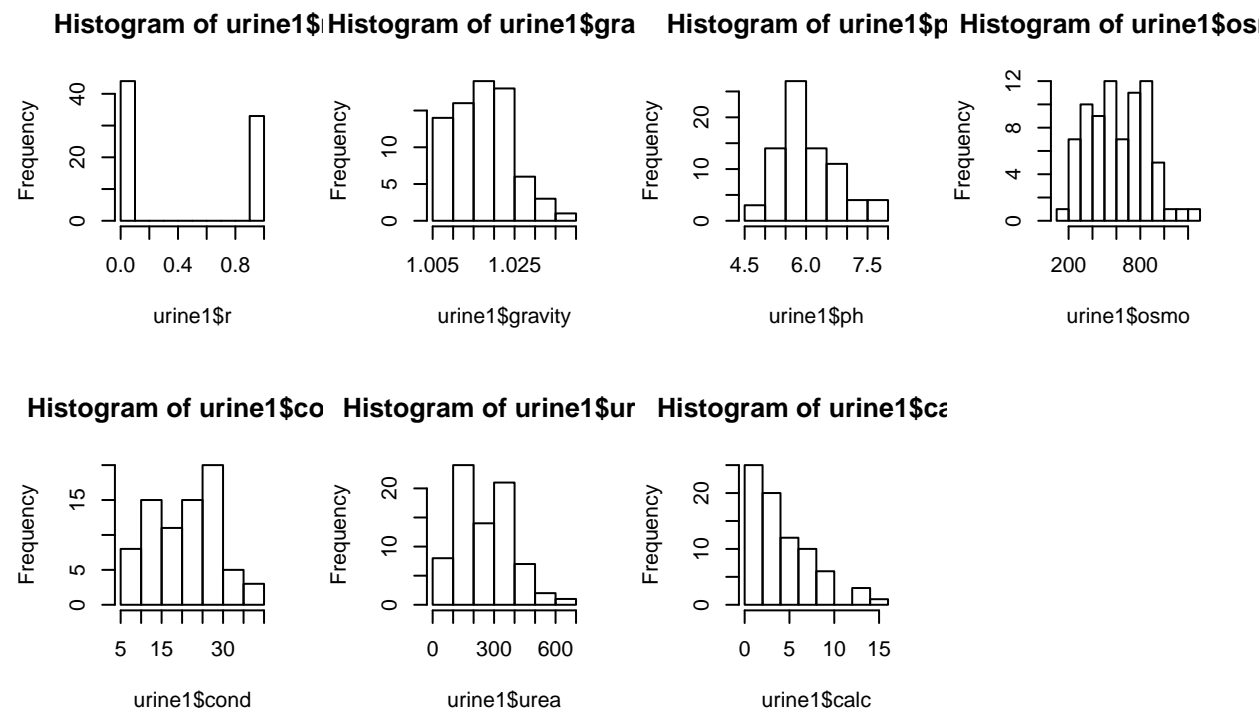 Histogram of urine1$r
Frequency
0 20 40
0.0 0.4 0.8
urine1$r
Histogram of urine1$gra
Frequency
0 5 10
1.005 1.025
urine1$gravity
Histogram of urine1$p
Frequency
0 10 20
4.5 6.0 7.5
urine1$ph
Histogram of urine1$os
Frequency
0 4 8 12
200 800
urine1$osmo
Histogram of urine1$co
Frequency
0 5 15
5 15 30
urine1$cond
Histogram of urine1$ur
Frequency
0 10 20
0 300 600
urine1$urea
Histogram of urine1$ca
Frequency
0 10 20
0 5 10 15
urine1$calc